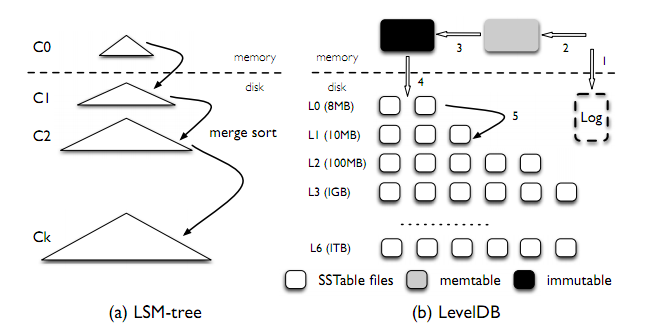 C0
memory
disk
C1
C2
merge sort
Ck
(a) LSM-tree
3
2
1
memory
disk
4
L0 (8MB)
5
Log
L1 (10MB)
L2 (100MB)
L3 (1GB)
..................
L6 (1TB)
SSTable files
memtable
immutable
(b) LevelDB